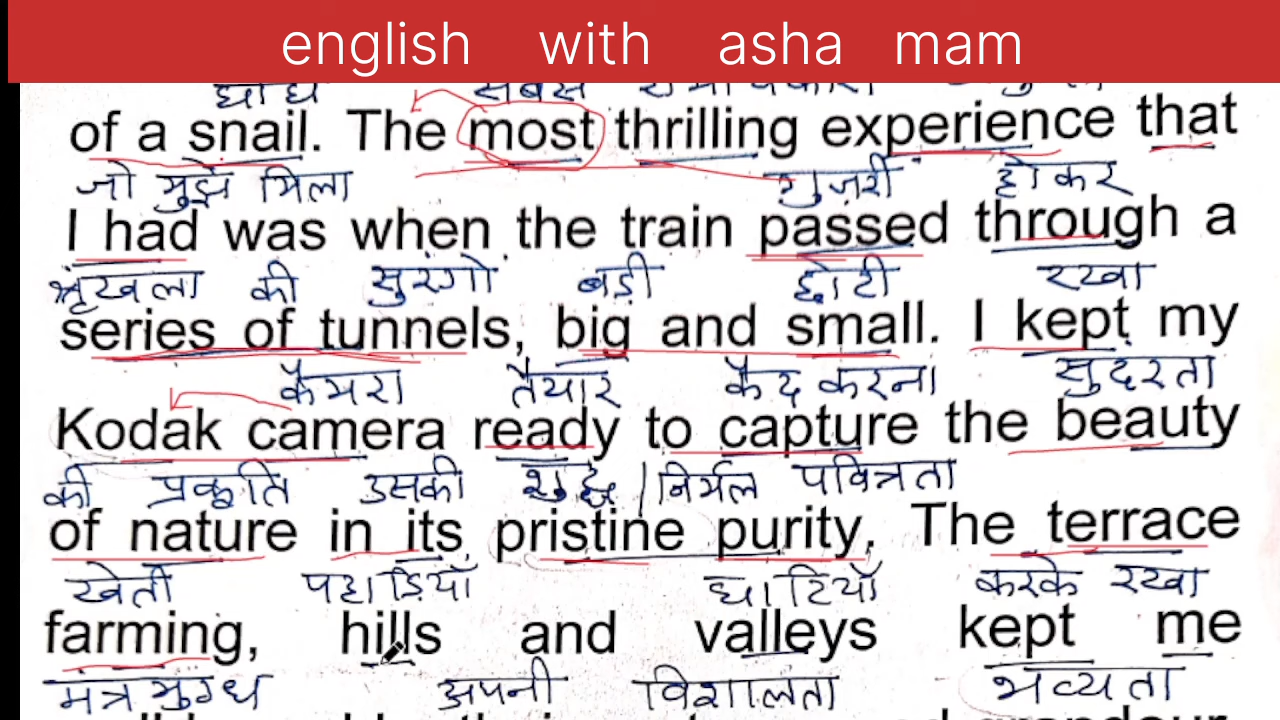 english with asha mam
of a snail. The most thrilling experience that
जो मुझे मिला गुज़री होकर
I had was when the train passed through a
श्रृंखला की सुरंगो बड़ी छोटी रखा
series of tunnels, big and small. I kept my
कैमरा तैयार कैद करना सुदरता
Kodak camera ready to capture the beauty
की प्रकृति उसकी शुद्ध / निर्मल पवित्रता
of nature in its pristine purity. The terrace
खेती पहाड़ियाँ घाटियाँ करके रखा
farming, hills and valleys kept me
मंत्र मुग्ध अपनी विशालता भव्यता